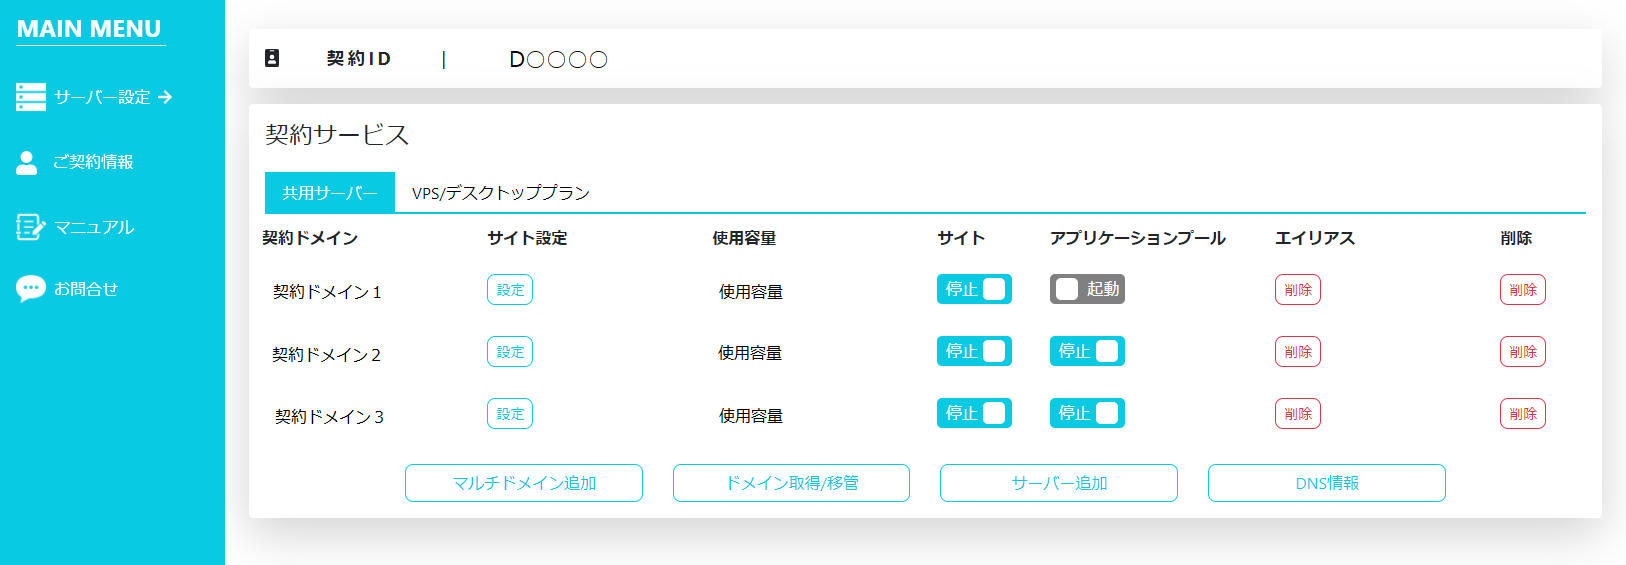 MAIN MENU
サーバー設定
ご契約情報
マニュアル
お問合せ
契約ID | D〇〇〇〇
契約サービス
共用サーバー VPS/デスクトッププラン
契約ドメイン サイト設定 使用容量 サイト アプリケーションプール エイリアス 削除
契約ドメイン１ 設定 使用容量 停止 起動 削除 削除
契約ドメイン２ 設定 使用容量 停止 停止 削除 削除
契約ドメイン３ 設定 使用容量 停止 停止 削除 削除
マルチドメイン追加 ドメイン取得/移管 サーバー追加 DNS情報